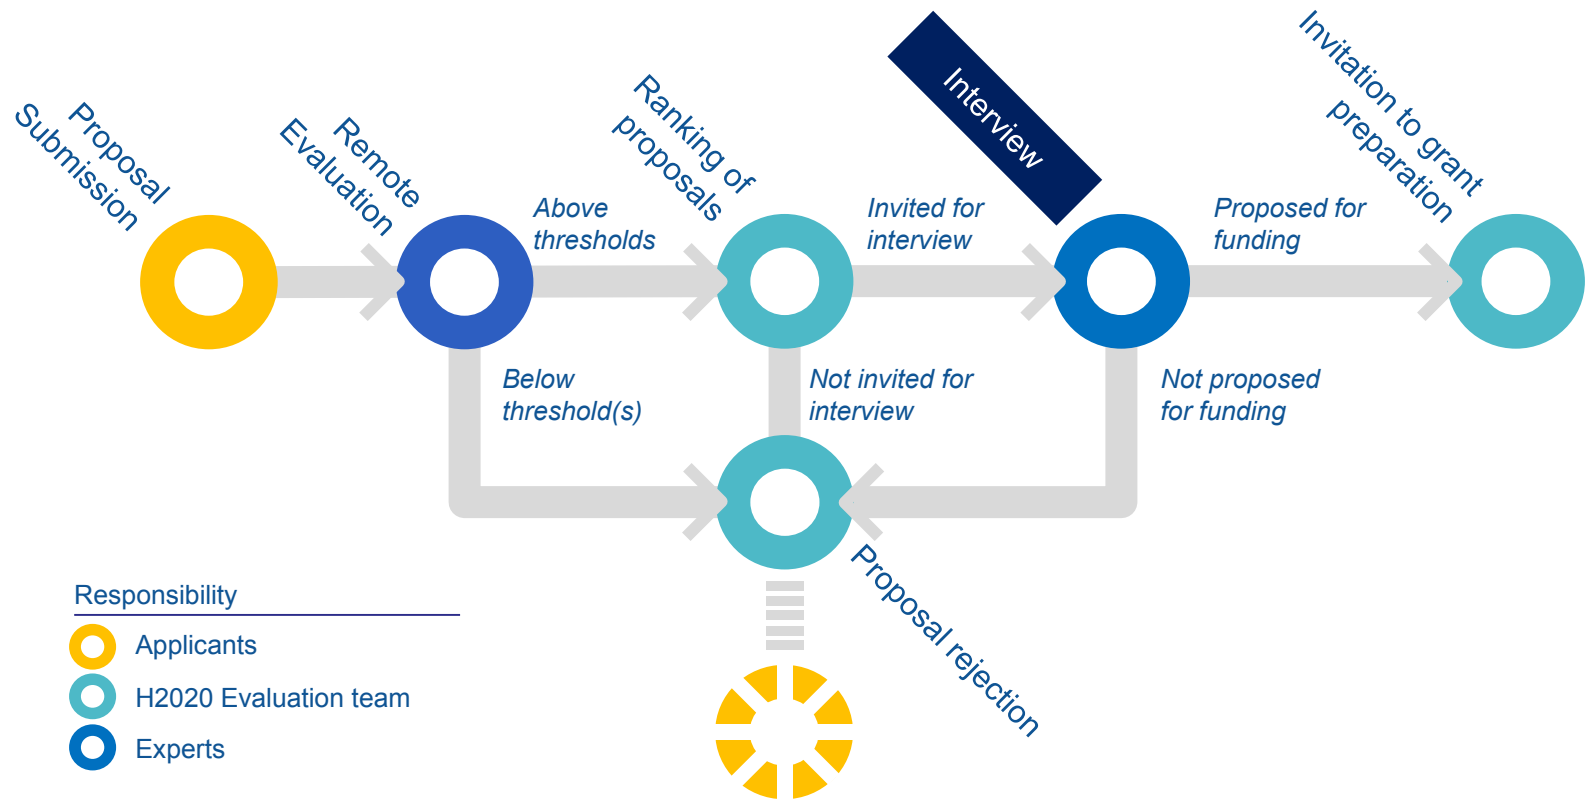 Proposal
Submission
Remote
Evaluation
Above
thresholds
Ranking of
proposals
Invited for
interview
Interview
Proposed for
funding
Invitation to grant
preparation
Below
threshold(s)
Not invited for
interview
Not proposed
for funding
Proposal rejection
Responsibility
Applicants
H2020 Evaluation team
Experts